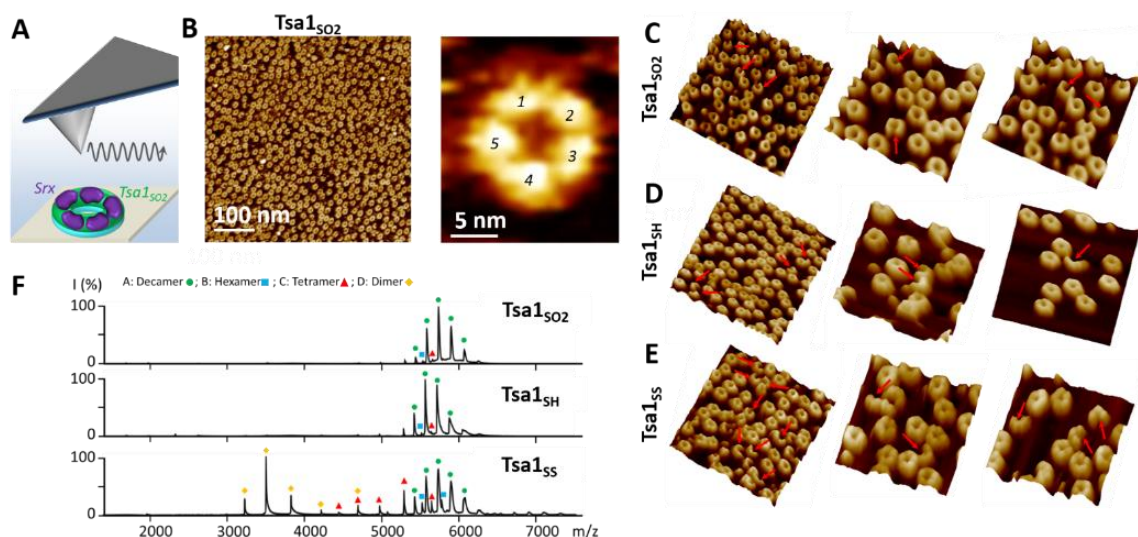 A
Srx
Tsa1SO2
B
Tsa1SO2
100 nm
1
2
3
4
5
5 nm
C
Tsa1SO2
D
Tsa1SH
E
Tsa1SS
F
I (%)
A: Decamer ; B: Hexamer ; C: Tetramer ; D: Dimer
100
Tsa1SO2
0
100
Tsa1SH
0
100
Tsa1SS
0
2000 3000 4000 5000 6000 7000 m/z